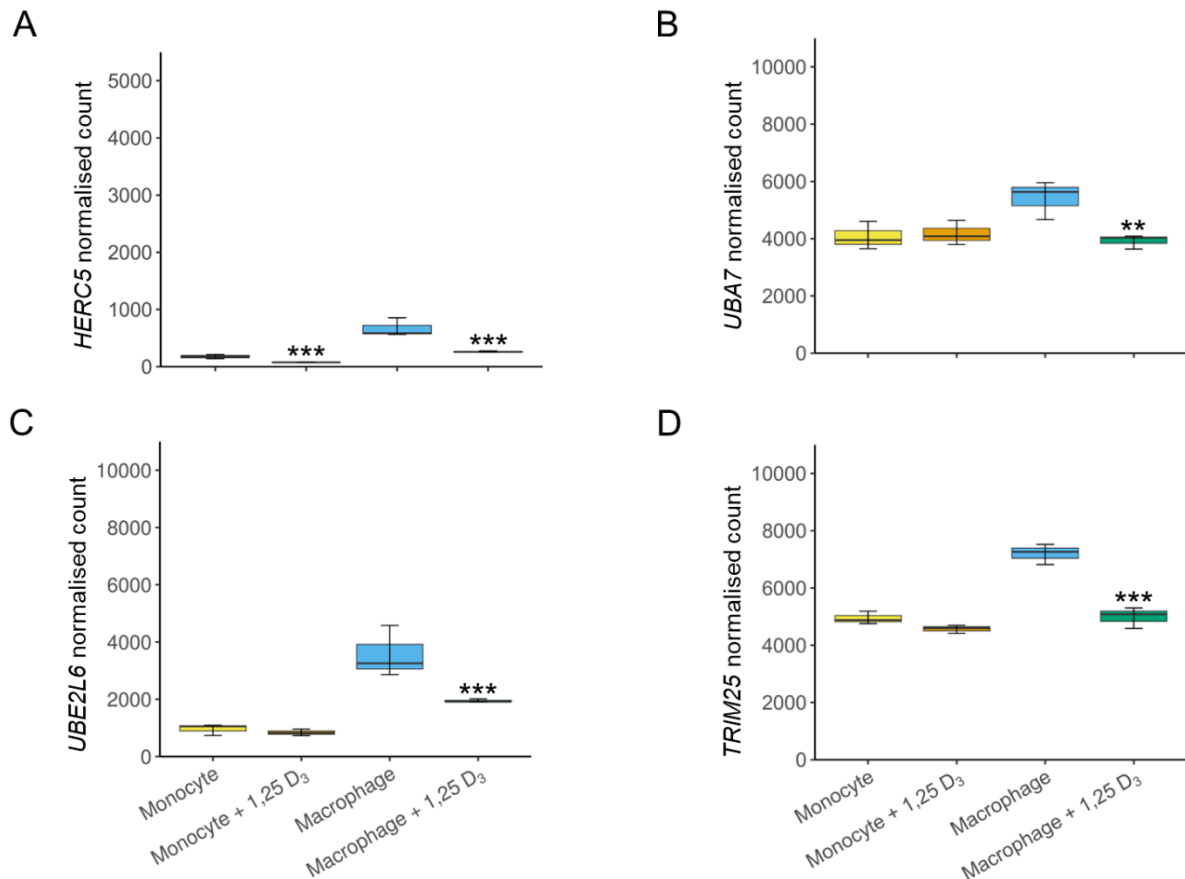 A
HERC5 normalised count
5000
4000
3000
2000
1000
0
***
***
B
UBA7 normalised count
10000
8000
6000
4000
2000
0
**
C
UBE2L6 normalised count
10000
8000
6000
4000
2000
0
***
Monocyte
Monocyte + 1,25 D₃
Macrophage
Macrophage + 1,25 D₃
D
TRIM25 normalised count
10000
8000
6000
4000
2000
0
***
Monocyte
Monocyte + 1,25 D₃
Macrophage
Macrophage + 1,25 D₃